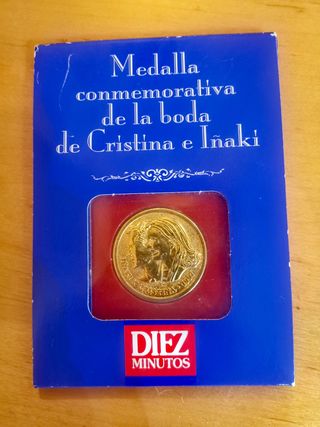 Medalla
conmemorativa
de la boda
de Cristina e Iñaki
DIEZ
MINUTOS